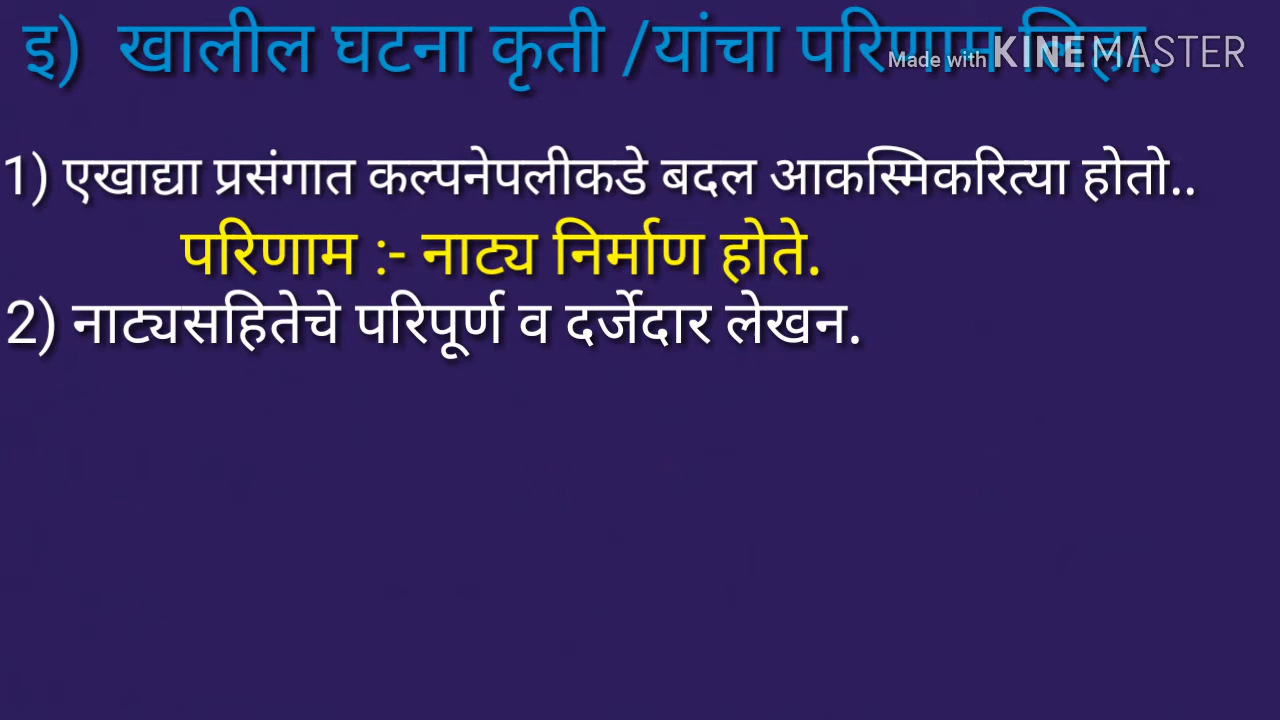 इ) खालील घटना कृती /यांचा परिणाम लिहा.
Made with KINEMASTER
1) एखाद्या प्रसंगात कल्पनेपलीकडे बदल आकस्मिकरित्या होतो..
परिणाम :- नाट्य निर्माण होते.
2) नाट्यसहितेचे परिपूर्ण व दर्जेदार लेखन.